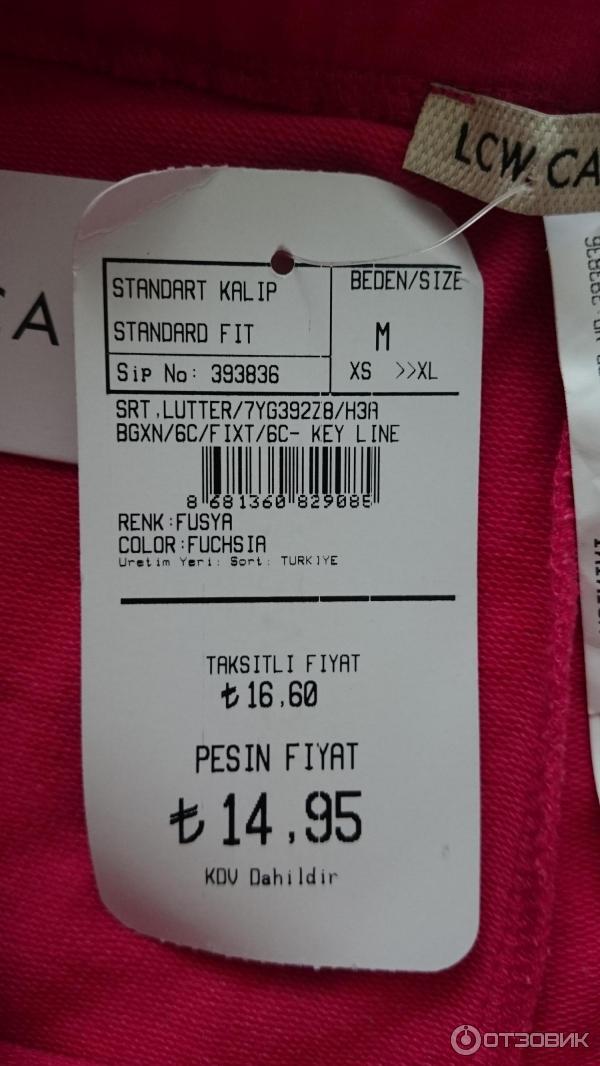 LCW CA
CA
STANDART KALIP
STANDARD FIT
BEDEN/SIZE
M
XS >>XL
Sip No: 393836
SRT.LUTTER/7YG392Z8/H3A
BGXN/6C/FIXT/6C- KEY LINE
8 681360 829085
RENK:FUSYA
COLOR:FUCHSIA
Uretim Yeri: Sort: TURKIYE
TAKSITLI FIYAT
₺16,60
PESIN FIYAT
₺14,95
KDV Dahildir
ОТЗОВИК